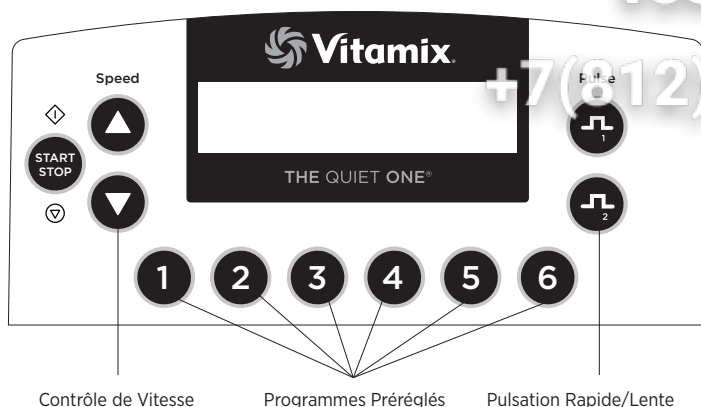 Vitamix
Speed
+7(812)
Pulse
START
STOP
1
THE QUIET ONE®
2
1 2 3 4 5 6
Contrôle de Vitesse
Programmes Préréglés
Pulsation Rapide/Lente